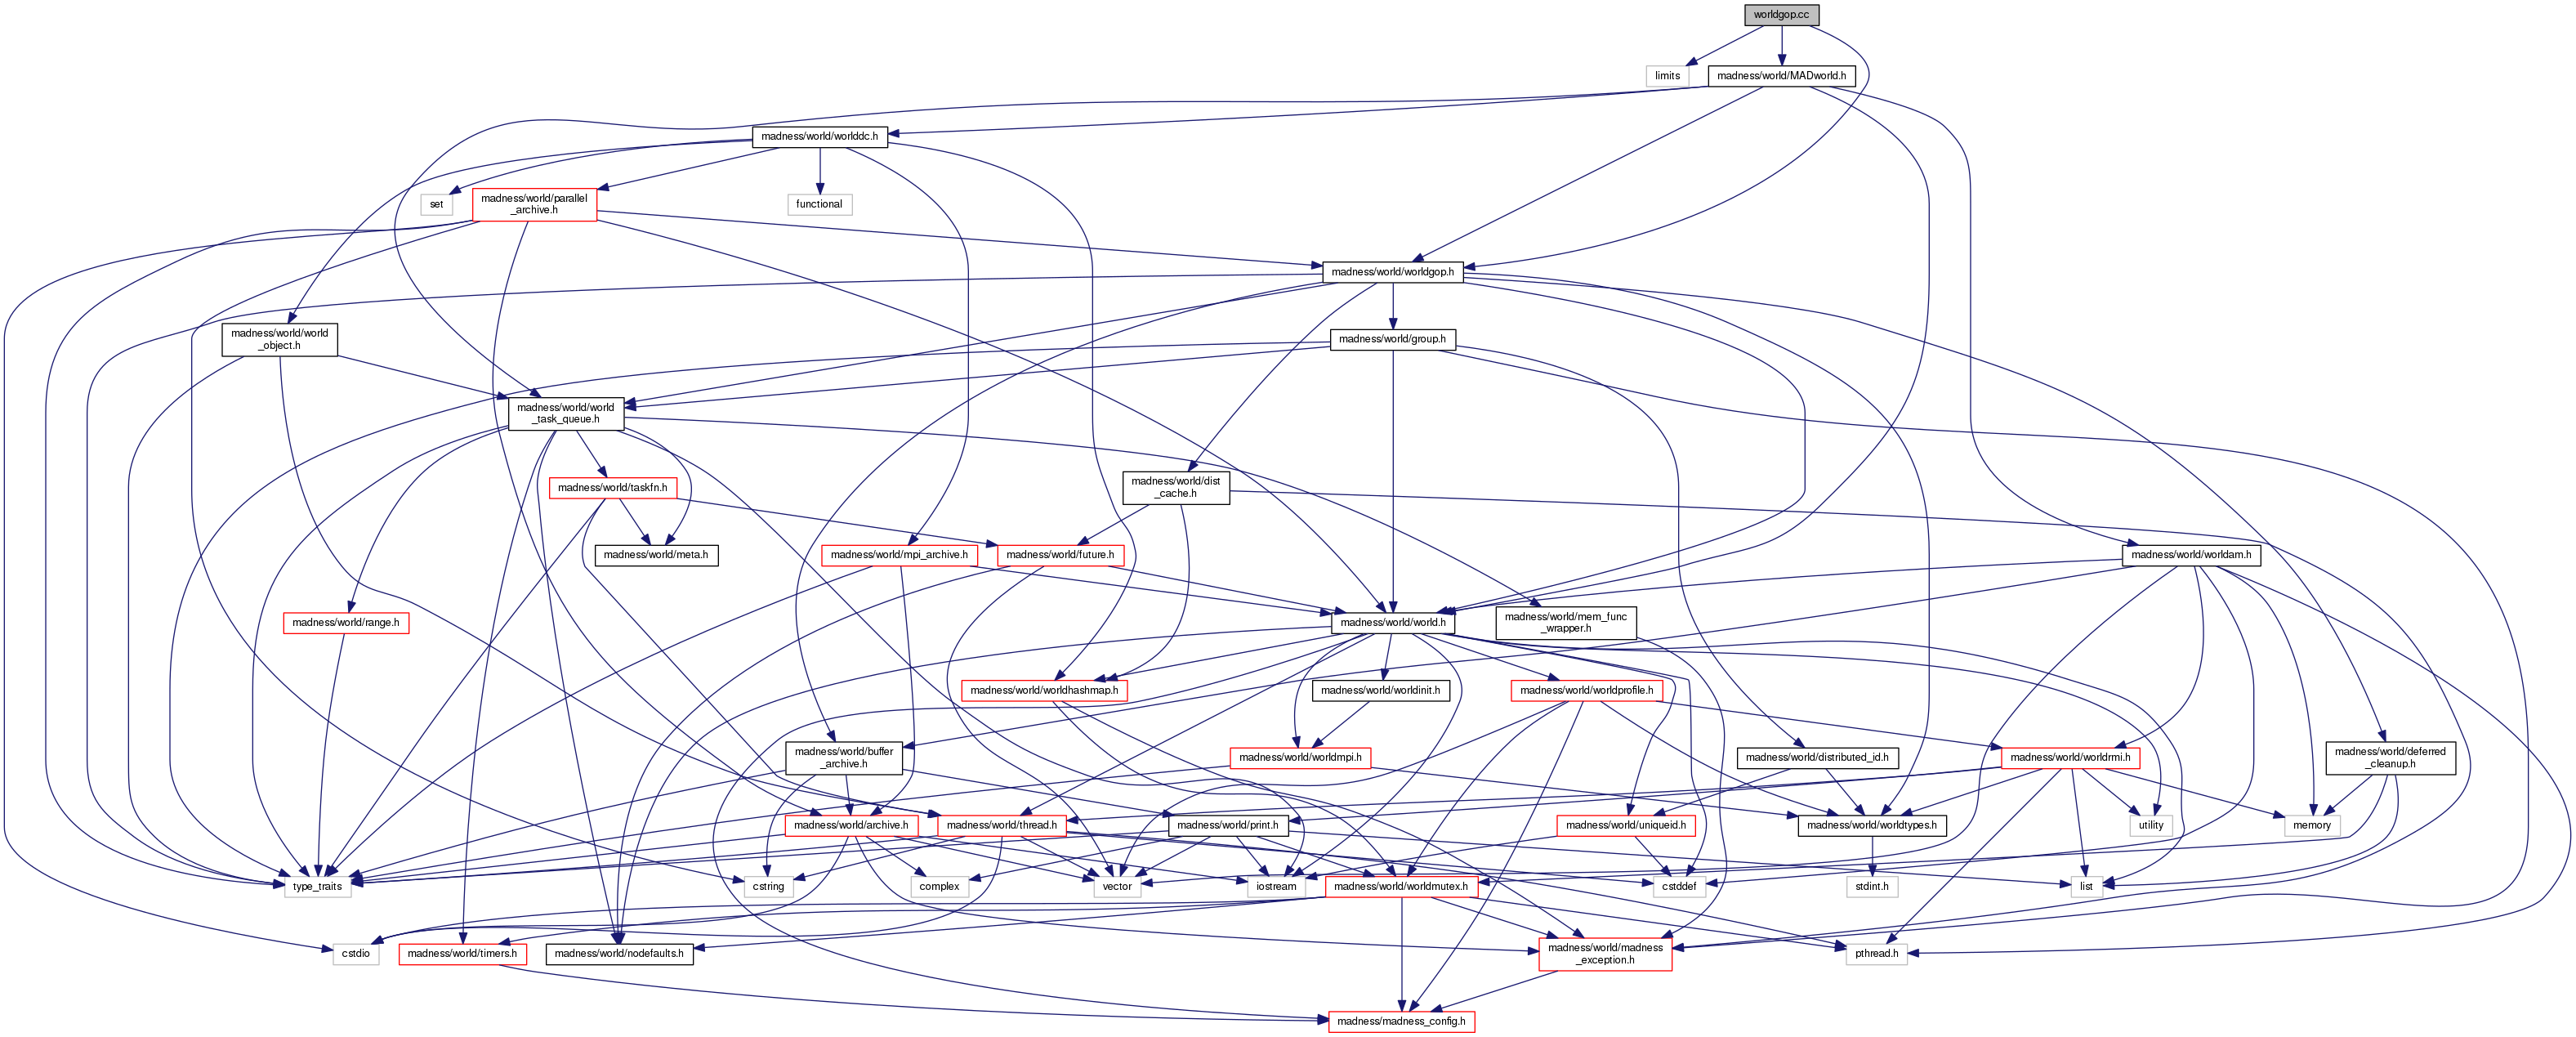 worldgop.cc
limits
madness/world/MADworld.h
madness/world/worlddc.h
set
madness/world/parallel
_archive.h
functional
madness/world/worldgop.h
madness/world/world
_object.h
madness/world/group.h
madness/world/world
_task_queue.h
madness/world/taskfn.h
madness/world/dist
_cache.h
madness/world/meta.h
madness/world/mpi_archive.h
madness/world/future.h
madness/world/worldam.h
madness/world/range.h
madness/world/world.h
madness/world/mem_func
_wrapper.h
madness/world/worldhashmap.h
madness/world/worldinit.h
madness/world/worldprofile.h
madness/world/buffer
_archive.h
madness/world/worldmpi.h
madness/world/distributed_id.h
madness/world/worldrmi.h
madness/world/deferred
_cleanup.h
madness/world/archive.h
madness/world/thread.h
madness/world/print.h
madness/world/uniqueid.h
madness/world/worldtypes.h
utility
memory
type_traits
cstring
complex
vector
iostream
madness/world/worldmutex.h
cstddef
stdint.h
list
cstdio
madness/world/timers.h
madness/world/nodefaults.h
madness/world/madness
_exception.h
pthread.h
madness/madness_config.h